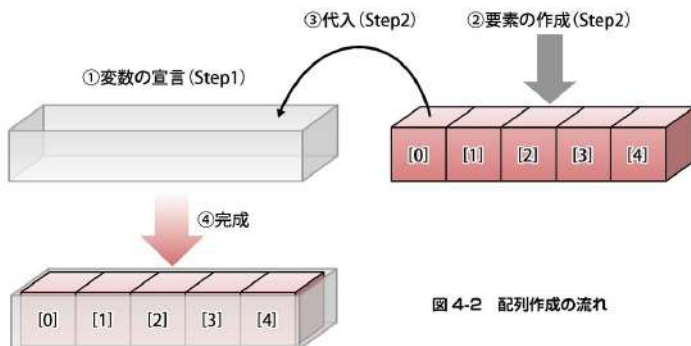 ③代入(Step2)
②要素の作成(Step2)
①変数の宣言(Step1)
[0] [1] [2] [3] [4]
④完成
図 4-2 配列作成の流れ
[0] [1] [2] [3] [4]